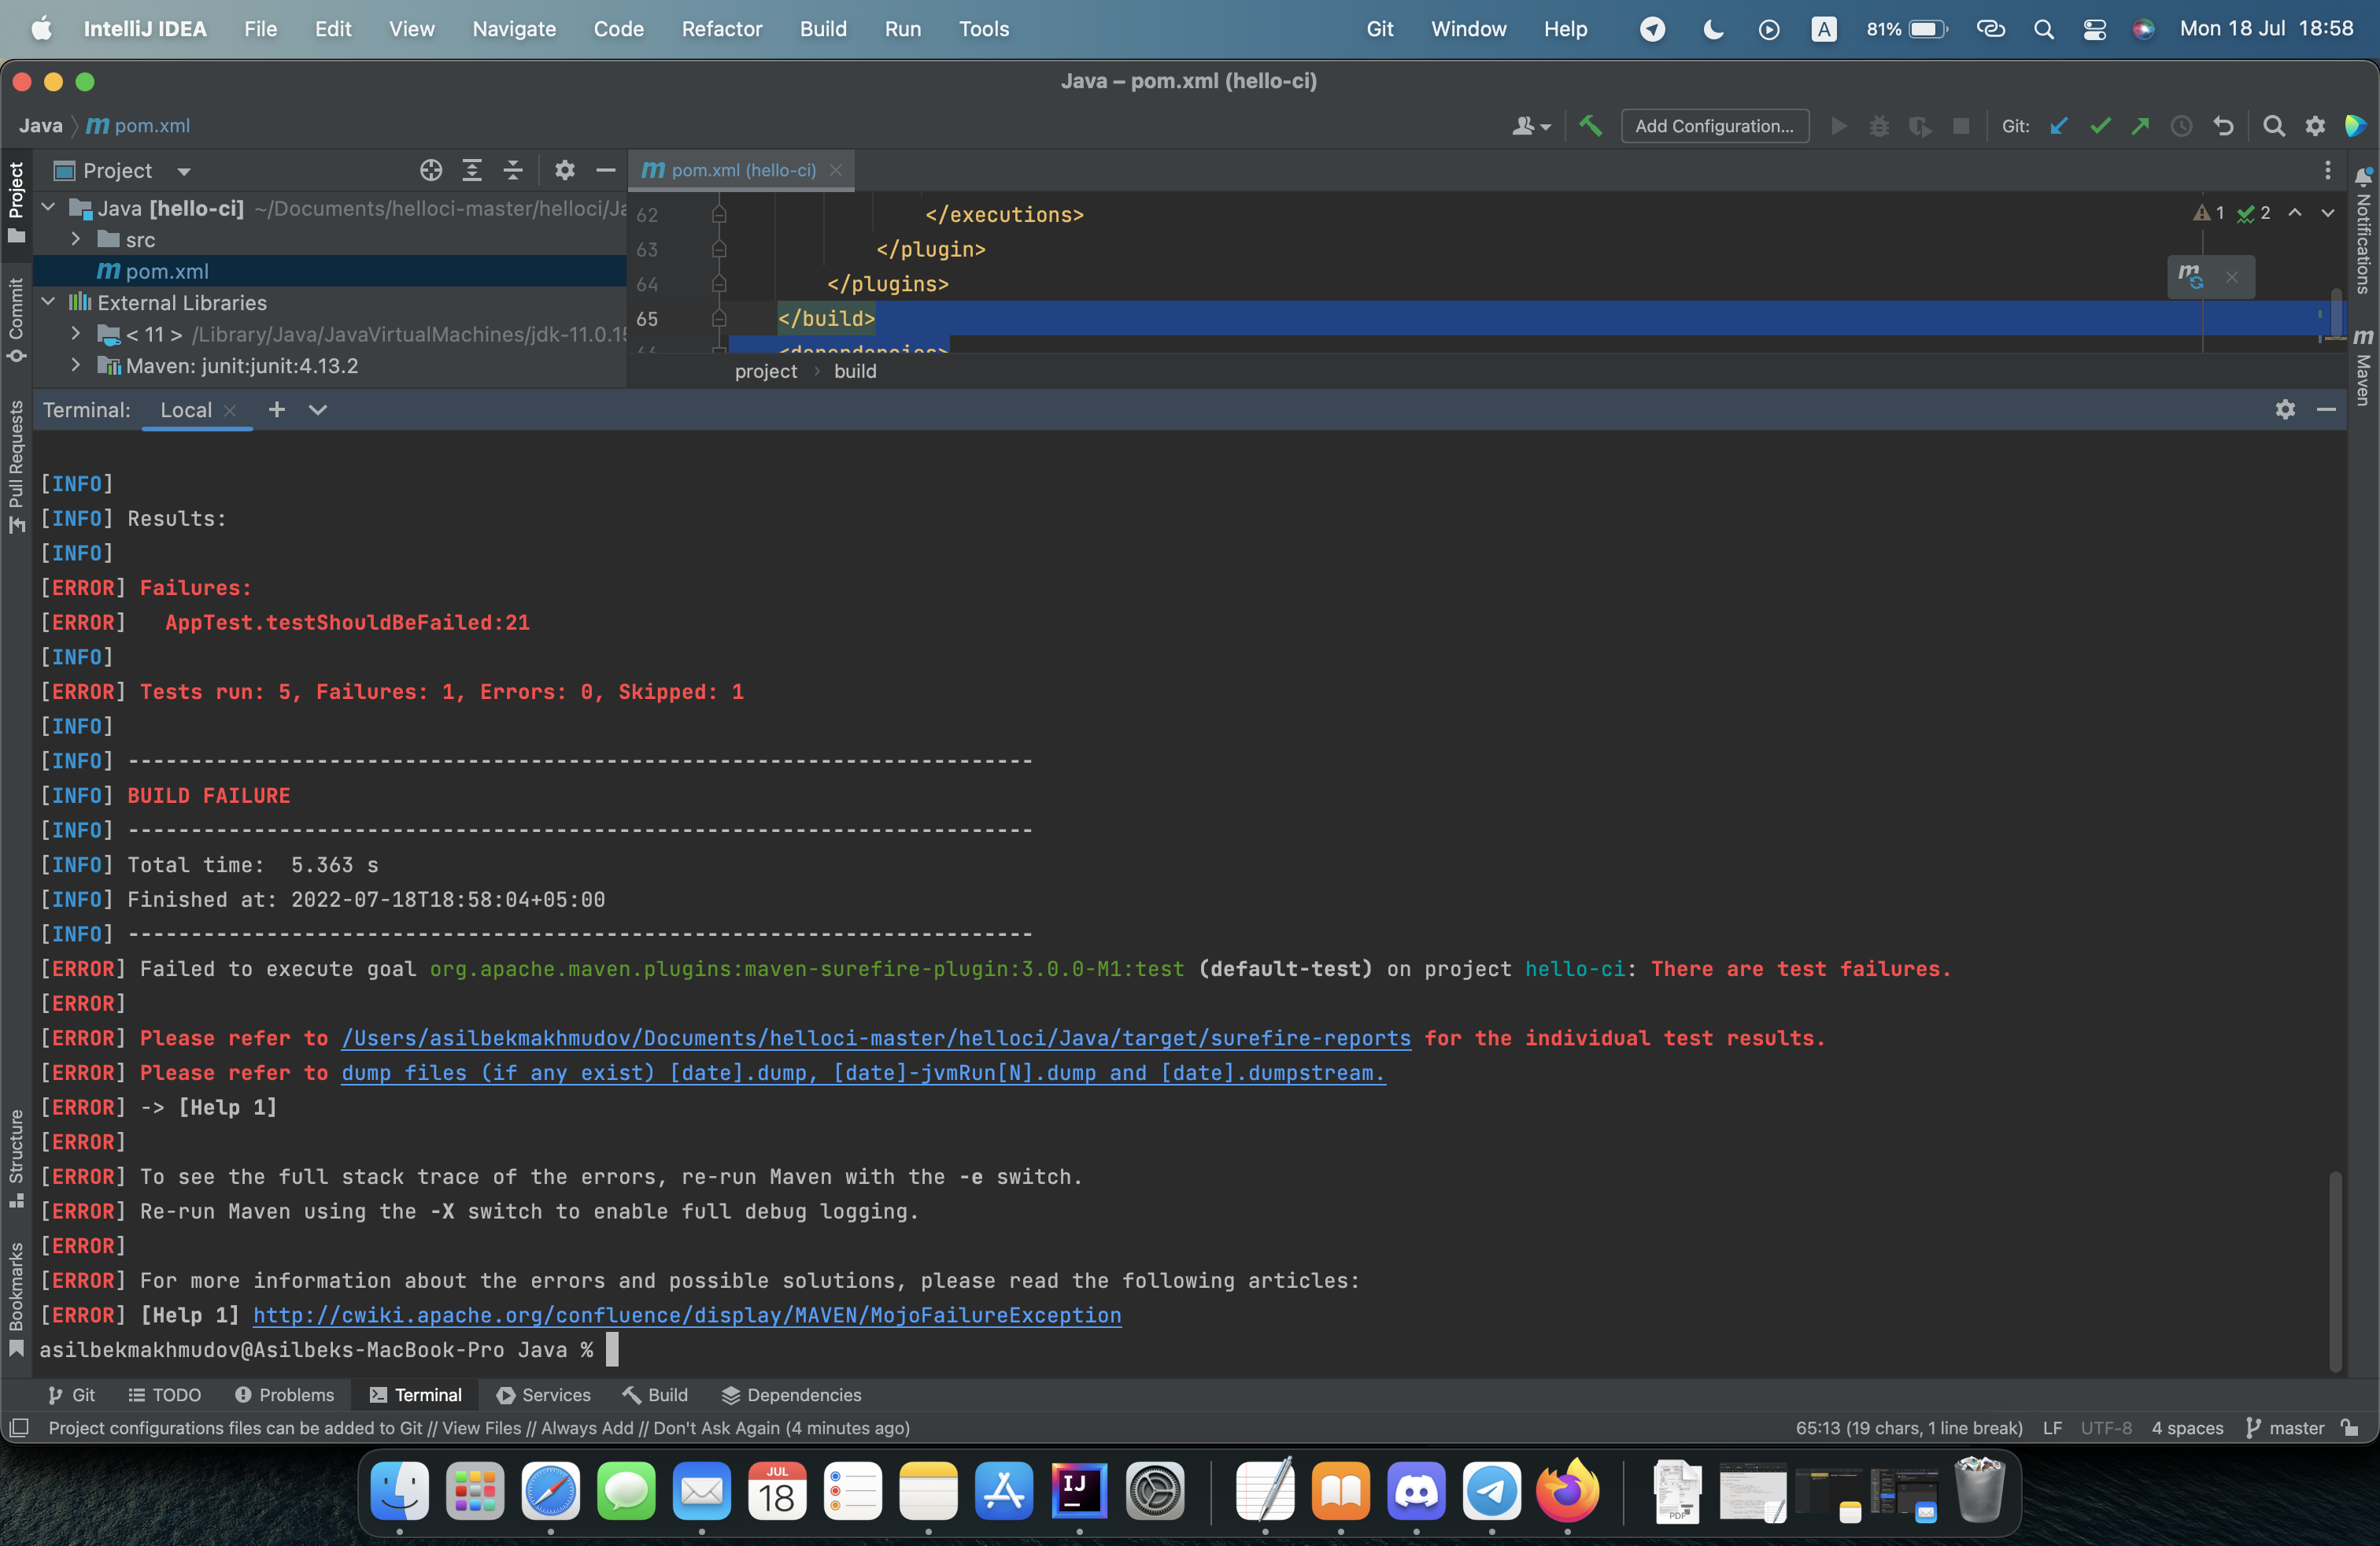 IntelliJ IDEA File Edit View Navigate Code Refactor Build Run Tools Git Window Help A 81% Mon 18 Jul 18:58
Java – pom.xml (hello-ci)
Java pom.xml Add Configuration... Git:
Project
pom.xml (hello-ci)
Java [hello-ci] ~/Documents/helloci-master/helloci/Ja
src
pom.xml
External Libraries
< 11 > /Library/Java/JavaVirtualMachines/jdk-11.0.15
Maven: junit:junit:4.13.2
62 </executions>
63 </plugin>
64 </plugins>
65 </build>
66 <dependencies>
1 2
project › build
Project
Commit
Pull Requests
Structure
Bookmarks
Notifications
Maven
Terminal: Local
[INFO]
[INFO] Results:
[INFO]
[ERROR] Failures:
[ERROR]   AppTest.testShouldBeFailed:21
[INFO]
[ERROR] Tests run: 5, Failures: 1, Errors: 0, Skipped: 1
[INFO]
[INFO] ------------------------------------------------------------------------
[INFO] BUILD FAILURE
[INFO] ------------------------------------------------------------------------
[INFO] Total time:  5.363 s
[INFO] Finished at: 2022-07-18T18:58:04+05:00
[INFO] ------------------------------------------------------------------------
[ERROR] Failed to execute goal org.apache.maven.plugins:maven-surefire-plugin:3.0.0-M1:test (default-test) on project hello-ci: There are test failures.
[ERROR]
[ERROR] Please refer to /Users/asilbekmakhmudov/Documents/helloci-master/helloci/Java/target/surefire-reports for the individual test results.
[ERROR] Please refer to dump files (if any exist) [date].dump, [date]-jvmRun[N].dump and [date].dumpstream.
[ERROR] -> [Help 1]
[ERROR]
[ERROR] To see the full stack trace of the errors, re-run Maven with the -e switch.
[ERROR] Re-run Maven using the -X switch to enable full debug logging.
[ERROR]
[ERROR] For more information about the errors and possible solutions, please read the following articles:
[ERROR] [Help 1] http://cwiki.apache.org/confluence/display/MAVEN/MojoFailureException
asilbekmakhmudov@Asilbeks-MacBook-Pro Java %
Git TODO Problems Terminal Services Build Dependencies
Project configurations files can be added to Git // View Files // Always Add // Don't Ask Again (4 minutes ago) 65:13 (19 chars, 1 line break) LF UTF-8 4 spaces master
JUL
18
IJ
PDF